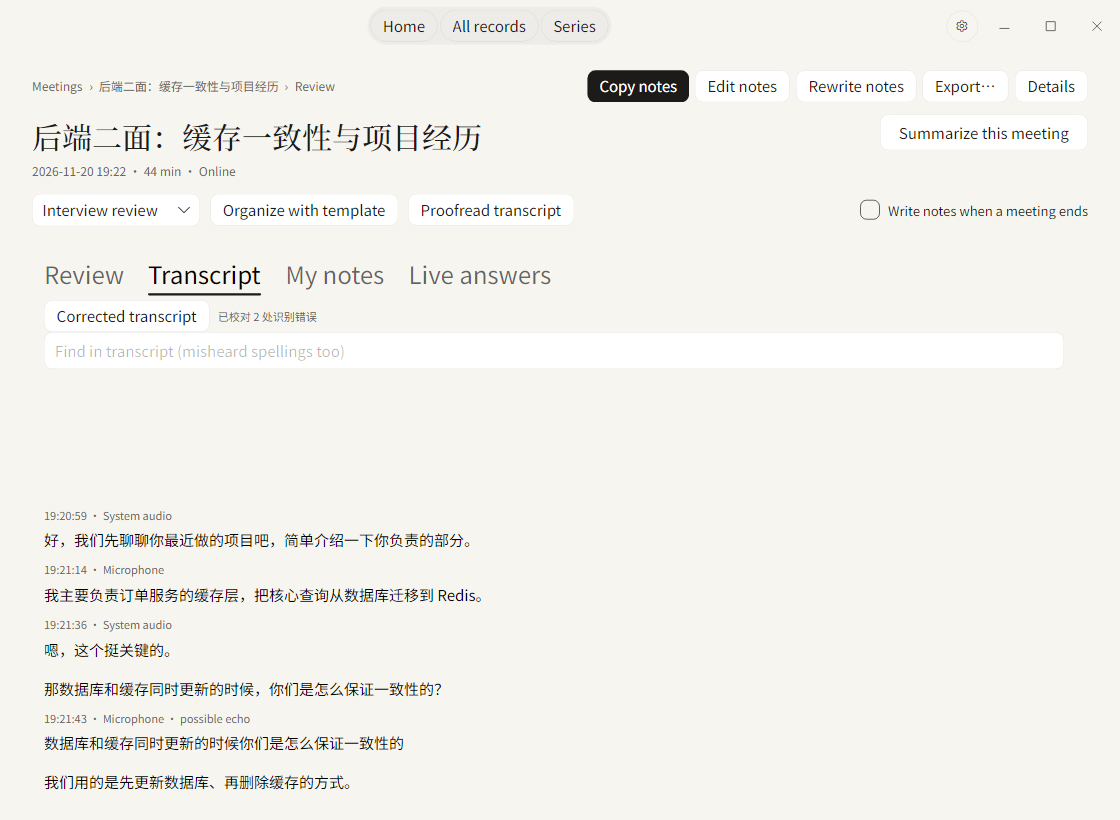 Home All records Series
Meetings › 后端二面：缓存一致性与项目经历 › Review
Copy notes Edit notes Rewrite notes Export⋯ Details
后端二面：缓存一致性与项目经历
Summarize this meeting
2026-11-20 19:22 • 44 min • Online
Interview review Organize with template Proofread transcript Write notes when a meeting ends
Review Transcript My notes Live answers
Corrected transcript 已校对 2 处识别错误
Find in transcript (misheard spellings too)
19:20:59 • System audio
好，我们先聊聊你最近做的项目吧，简单介绍一下你负责的部分。
19:21:14 • Microphone
我主要负责订单服务的缓存层，把核心查询从数据库迁移到 Redis。
19:21:36 • System audio
嗯，这个挺关键的。
那数据库和缓存同时更新的时候，你们是怎么保证一致性的？
19:21:43 • Microphone • possible echo
数据库和缓存同时更新的时候你们是怎么保证一致性的
我们用的是先更新数据库、再删除缓存的方式。